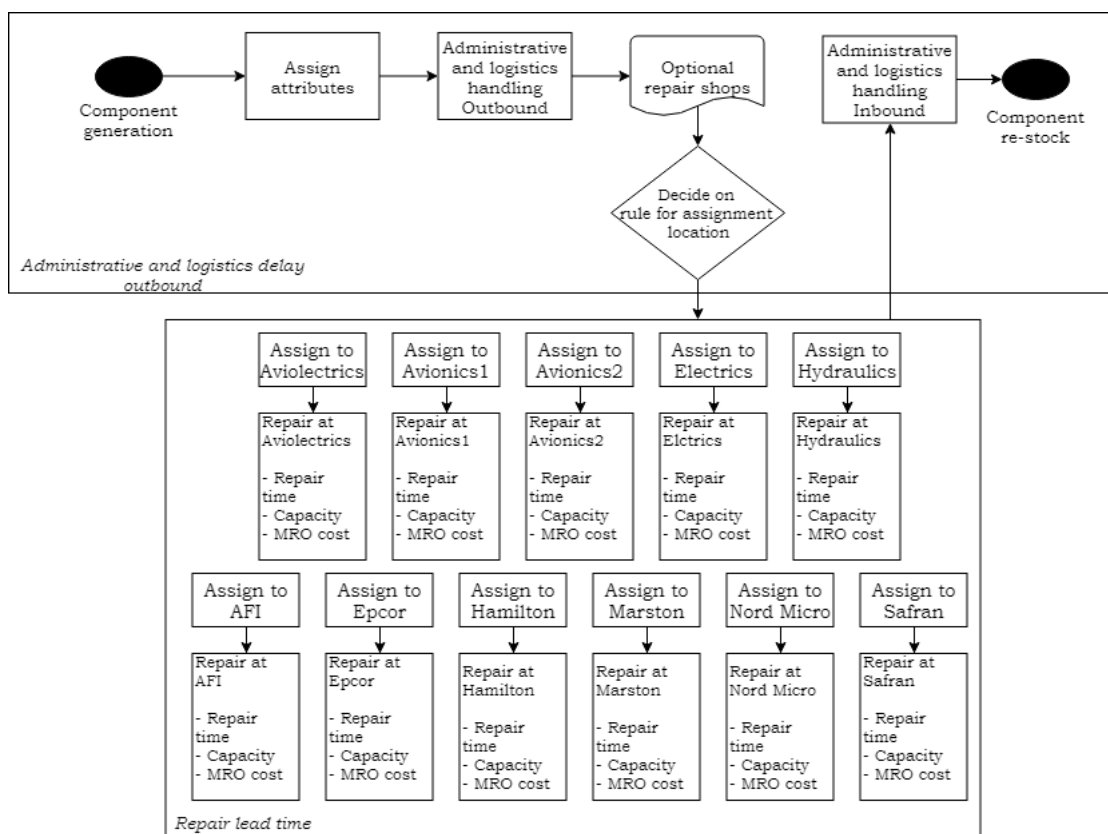 Component
generation
Assign
attributes
Administrative
and logistics
handling
Outbound
Optional
repair shops
Administrative
and logistics
handling
Inbound
Component
re-stock
Decide on
rule for assignment
location
Administrative and logistics delay
outbound
Assign to
Aviolectrics
Assign to
Avionics1
Assign to
Avionics2
Assign to
Electrics
Assign to
Hydraulics
Repair at
Aviolectrics
- Repair
time
- Capacity
- MRO cost
Repair at
Avionics1
- Repair
time
- Capacity
- MRO cost
Repair at
Avionics2
- Repair
time
- Capacity
- MRO cost
Repair at
Elctrics
- Repair
time
- Capacity
- MRO cost
Repair at
Hydraulics
- Repair
time
- Capacity
- MRO cost
Assign to
AFI
Assign to
Epcor
Assign to
Hamilton
Assign to
Marston
Assign to
Nord Micro
Assign to
Safran
Repair at
AFI
- Repair
time
- Capacity
- MRO cost
Repair at
Epcor
- Repair
time
- Capacity
- MRO cost
Repair at
Hamilton
- Repair
time
- Capacity
- MRO cost
Repair at
Marston
- Repair
time
- Capacity
- MRO cost
Repair at
Nord Micro
- Repair
time
- Capacity
- MRO cost
Repair at
Safran
- Repair
time
- Capacity
- MRO cost
Repair lead time